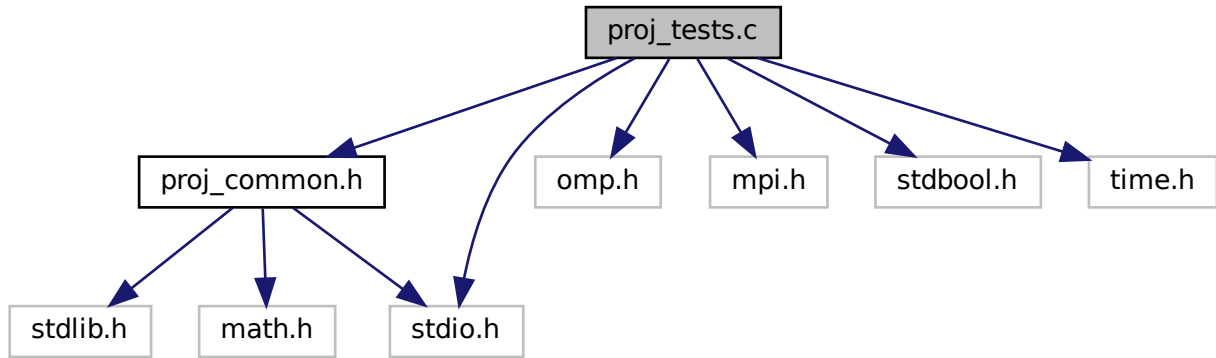 proj_tests.c
proj_common.h
omp.h
mpi.h
stdbool.h
time.h
stdlib.h
math.h
stdio.h